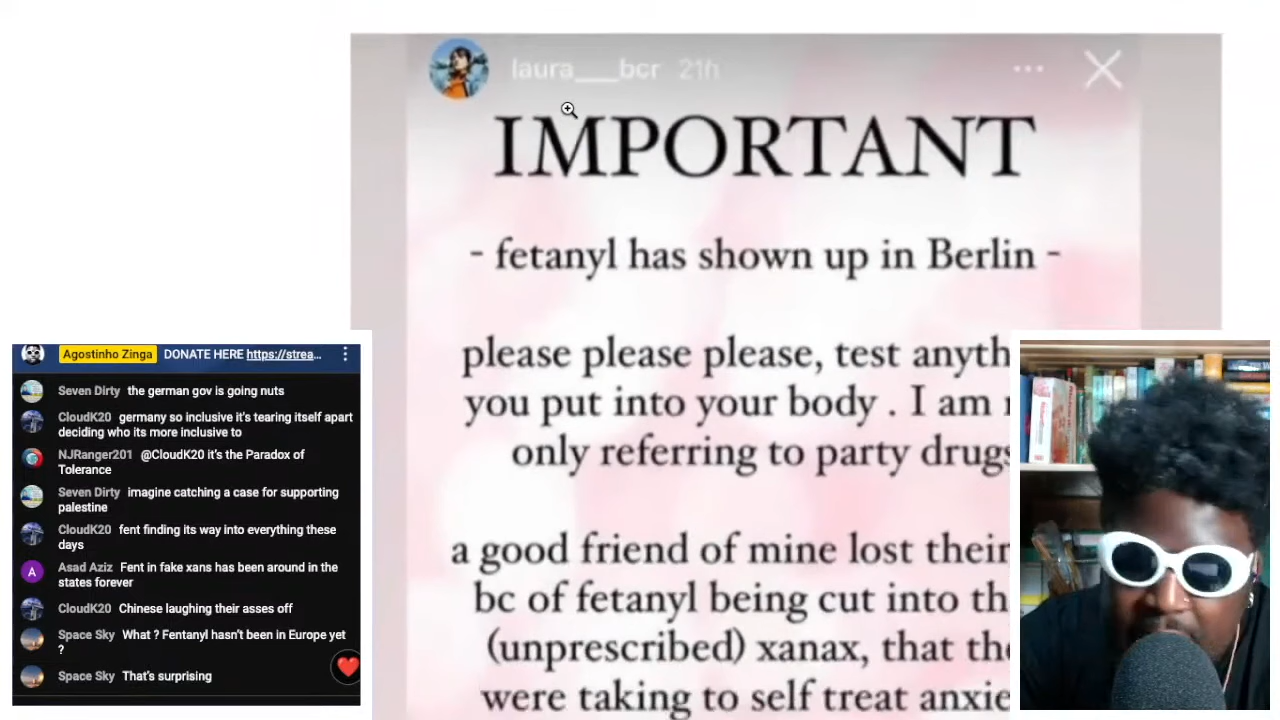 laura___bcr 21h
IMPORTANT
- fetanyl has shown up in Berlin -
please please please, test anyth
you put into your body . I am
only referring to party drugs
a good friend of mine lost their
bc of fetanyl being cut into th
(unprescribed) xanax, that the
were taking to self treat anxie
Agostinho Zinga DONATE HERE https://strea...
Seven Dirty the german gov is going nuts
CloudK20 germany so inclusive it's tearing itself apart
deciding who its more inclusive to
NJRanger201 @CloudK20 it's the Paradox of
Tolerance
Seven Dirty imagine catching a case for supporting
palestine
CloudK20 fent finding its way into everything these
days
A
Asad Aziz Fent in fake xans has been around in the
states forever
CloudK20 Chinese laughing their asses off
Space Sky What ? Fentanyl hasn't been in Europe yet
?
Space Sky That's surprising